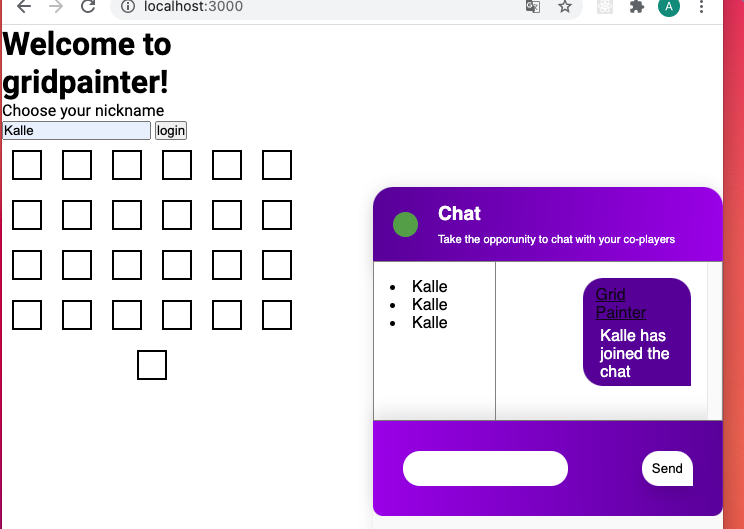 localhost:3000
A
Welcome to
gridpainter!
Choose your nickname
Kalle
login
Chat
Take the opporunity to chat with your co-players
Kalle
Kalle
Kalle
Grid
Painter
Kalle has
joined the
chat
Send